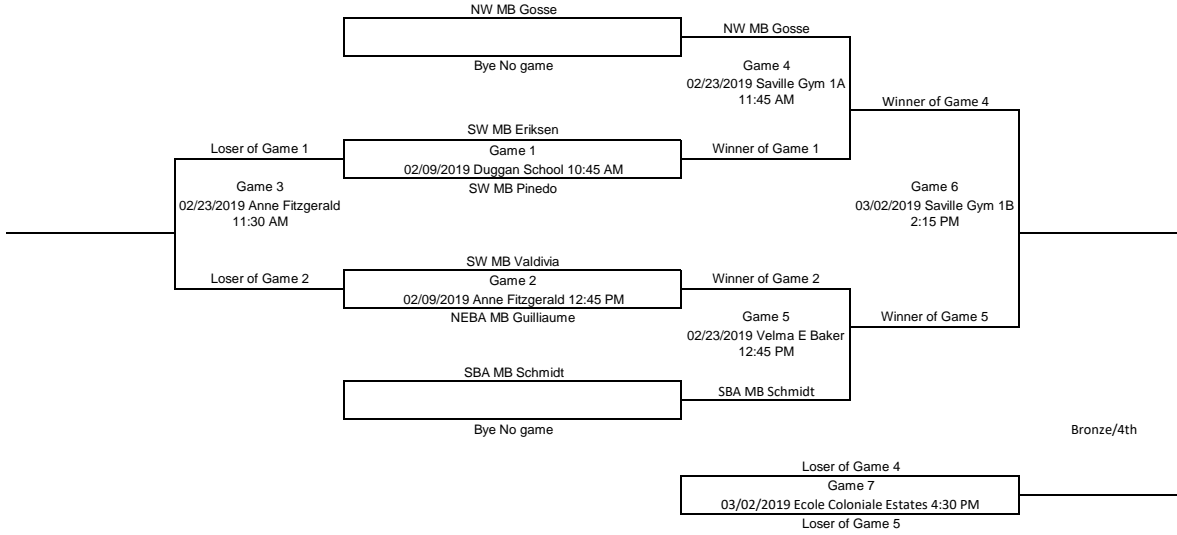 NW MB Gosse
NW MB Gosse
Bye No game
Game 4
02/23/2019 Saville Gym 1A
11:45 AM
Winner of Game 4
SW MB Eriksen
Loser of Game 1
Game 1
Winner of Game 1
02/09/2019 Duggan School 10:45 AM
SW MB Pinedo
Game 3
02/23/2019 Anne Fitzgerald
11:30 AM
Game 6
03/02/2019 Saville Gym 1B
2:15 PM
SW MB Valdivia
Loser of Game 2
Game 2
Winner of Game 2
02/09/2019 Anne Fitzgerald 12:45 PM
NEBA MB Guilliaume
Game 5
02/23/2019 Velma E Baker
12:45 PM
Winner of Game 5
SBA MB Schmidt
SBA MB Schmidt
Bye No game
Bronze/4th
Loser of Game 4
Game 7
03/02/2019 Ecole Coloniale Estates 4:30 PM
Loser of Game 5